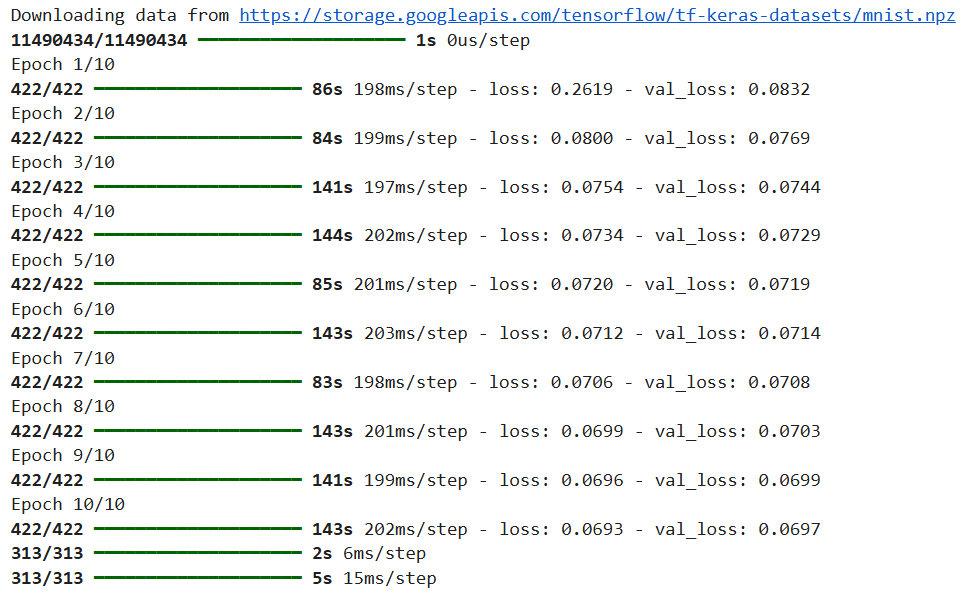 Downloading data from https://storage.googleapis.com/tensorflow/tf-keras-datasets/mnist.npz
11490434/11490434 ━━━━━━━━━━━━━━━━━━━━ 1s 0us/step
Epoch 1/10
422/422 ━━━━━━━━━━━━━━━━━━━━ 86s 198ms/step - loss: 0.2619 - val_loss: 0.0832
Epoch 2/10
422/422 ━━━━━━━━━━━━━━━━━━━━ 84s 199ms/step - loss: 0.0800 - val_loss: 0.0769
Epoch 3/10
422/422 ━━━━━━━━━━━━━━━━━━━━ 141s 197ms/step - loss: 0.0754 - val_loss: 0.0744
Epoch 4/10
422/422 ━━━━━━━━━━━━━━━━━━━━ 144s 202ms/step - loss: 0.0734 - val_loss: 0.0729
Epoch 5/10
422/422 ━━━━━━━━━━━━━━━━━━━━ 85s 201ms/step - loss: 0.0720 - val_loss: 0.0719
Epoch 6/10
422/422 ━━━━━━━━━━━━━━━━━━━━ 143s 203ms/step - loss: 0.0712 - val_loss: 0.0714
Epoch 7/10
422/422 ━━━━━━━━━━━━━━━━━━━━ 83s 198ms/step - loss: 0.0706 - val_loss: 0.0708
Epoch 8/10
422/422 ━━━━━━━━━━━━━━━━━━━━ 143s 201ms/step - loss: 0.0699 - val_loss: 0.0703
Epoch 9/10
422/422 ━━━━━━━━━━━━━━━━━━━━ 141s 199ms/step - loss: 0.0696 - val_loss: 0.0699
Epoch 10/10
422/422 ━━━━━━━━━━━━━━━━━━━━ 143s 202ms/step - loss: 0.0693 - val_loss: 0.0697
313/313 ━━━━━━━━━━━━━━━━━━━━ 2s 6ms/step
313/313 ━━━━━━━━━━━━━━━━━━━━ 5s 15ms/step